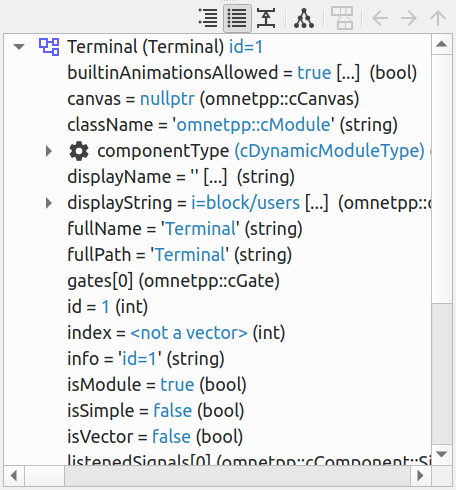 Terminal (Terminal) id=1
builtinAnimationsAllowed = true [...] (bool)
canvas = nullptr (omnetpp::cCanvas)
className = 'omnetpp::cModule' (string)
componentType (cDynamicModuleType)
displayName = '' [...] (string)
displayString = i=block/users [...] (omnetpp::c
fullName = 'Terminal' (string)
fullPath = 'Terminal' (string)
gates[0] (omnetpp::cGate)
id = 1 (int)
index = <not a vector> (int)
info = 'id=1' (string)
isModule = true (bool)
isSimple = false (bool)
isVector = false (bool)
listenedSignals[0] (omnetpp::cComponent::Si